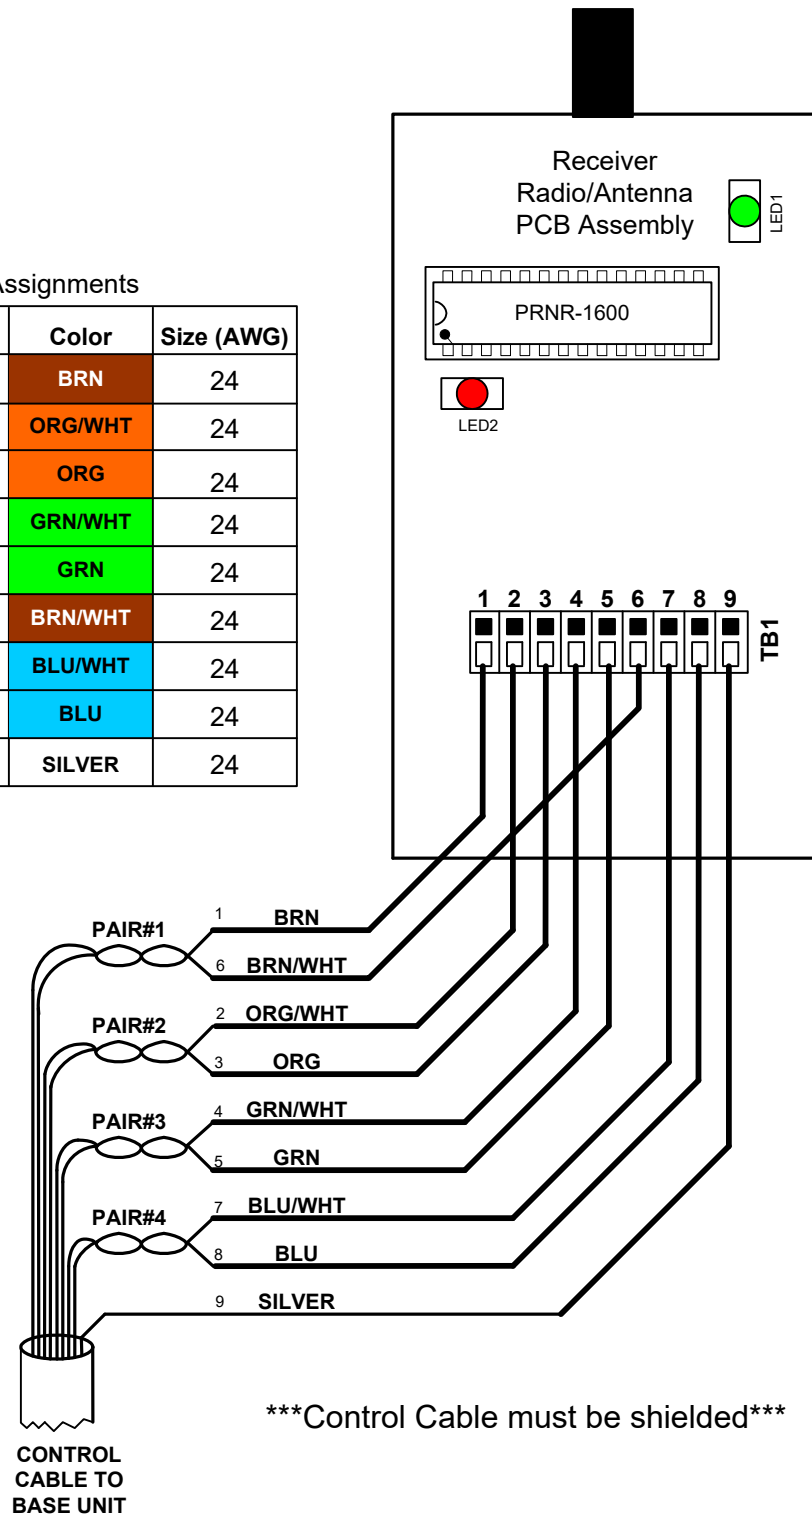 Receiver
Radio/Antenna
PCB Assembly
LED1
PRNR-1600
LED2
Assignments
Color Size (AWG)
BRN 24
ORG/WHT 24
ORG 24
GRN/WHT 24
GRN 24
BRN/WHT 24
BLU/WHT 24
BLU 24
SILVER 24
1 2 3 4 5 6 7 8 9
TB1
PAIR#1
1 BRN
6 BRN/WHT
PAIR#2
2 ORG/WHT
3 ORG
PAIR#3
4 GRN/WHT
5 GRN
PAIR#4
7 BLU/WHT
8 BLU
9 SILVER
***Control Cable must be shielded***
CONTROL
CABLE TO
BASE UNIT